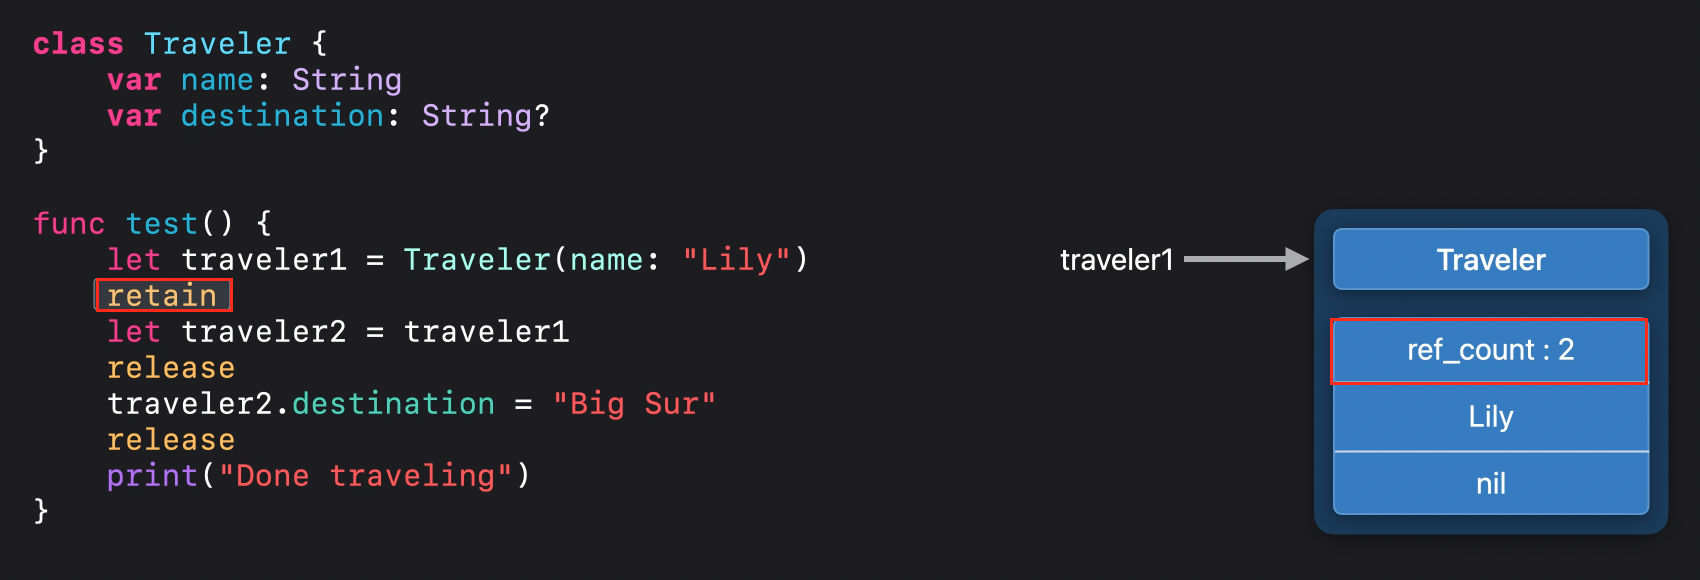 class Traveler {
    var name: String
    var destination: String?
}
func test() {
    let traveler1 = Traveler(name: "Lily")
    retain
    let traveler2 = traveler1
    release
    traveler2.destination = "Big Sur"
    release
    print("Done traveling")
}
traveler1
Traveler
ref_count : 2
Lily
nil